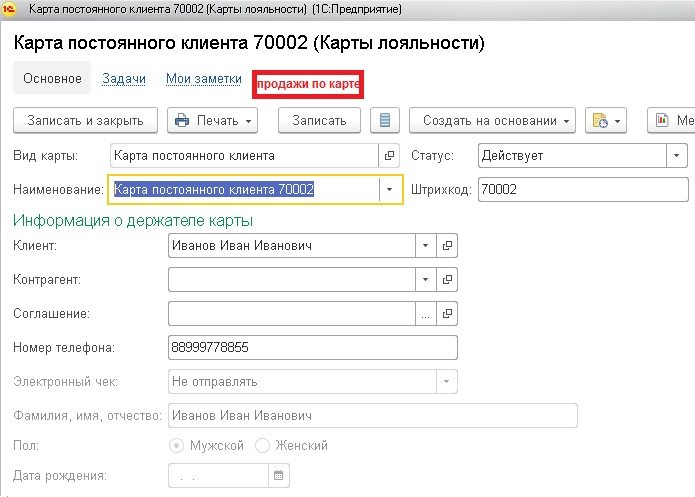 1С Карта постоянного клиента 70002 (Карты лояльности) (1С:Предприятие)
Карта постоянного клиента 70002 (Карты лояльности)
Основное Задачи Мои заметки продажи по карте
Записать и закрыть Печать Записать Создать на основании Ме
Вид карты: Карта постоянного клиента Статус: Действует
Наименование: Карта постоянного клиента 70002 Штрихкод: 70002
Информация о держателе карты
Клиент: Иванов Иван Иванович
Контрагент:
Соглашение: ...
Номер телефона: 88999778855
Электронный чек: Не отправлять
Фамилия, имя, отчество: Иванов Иван Иванович
Пол: Мужской Женский
Дата рождения: . .